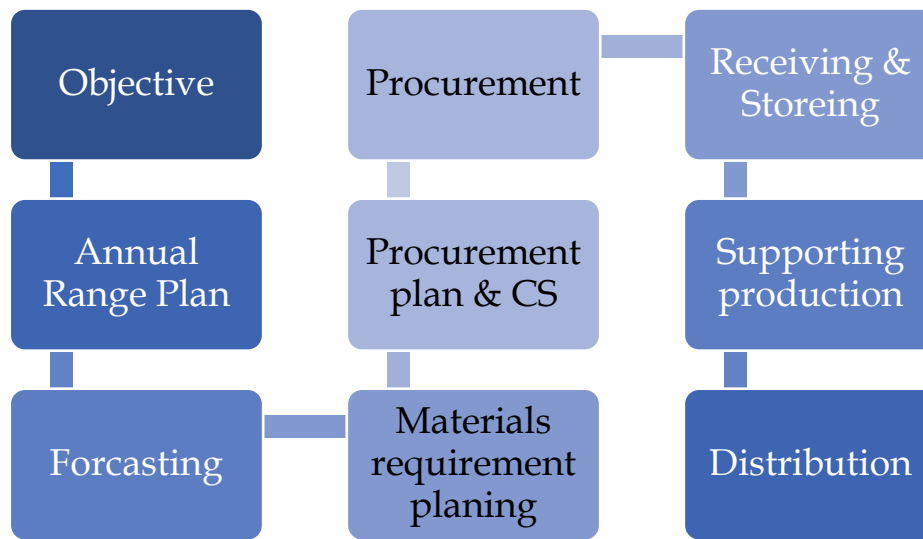 Objective
Annual
Range Plan
Forcasting
Materials
requirement
planing
Procurement
plan & CS
Procurement
Receiving &
Storeing
Supporting
production
Distribution